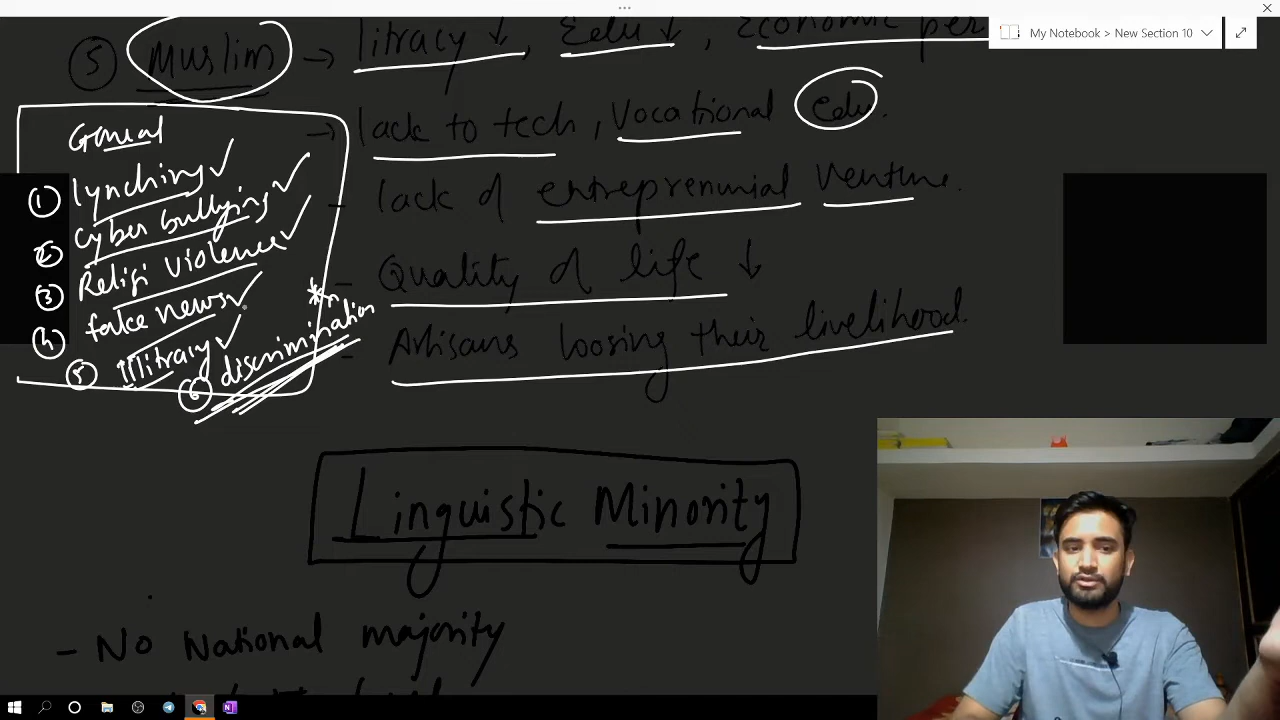 My Notebook > New Section 10
⑤ Muslim → litracy ↓, Edu ↓, Economic per
→ lack to tech, Vocational edu.
- lack of entreprenurial Venture.
- Quality of life ↓
- Artisans loosing their livelihood.
General
① lynching ✓
② Cyber bullying ✓
③ Religi Violence ✓
④ fake news ✓
⑤ Illitracy ✓
⑥ discrimination
Linguistic Minority
- No National majority